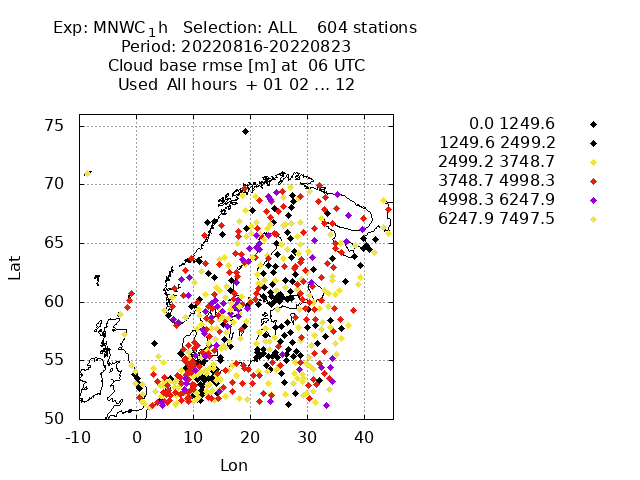 Exp: MNWC_1h Selection: ALL 604 stations
Period: 20220816-20220823
Cloud base rmse [m] at 06 UTC
Used All hours + 01 02 ... 12
0.0 1249.6
1249.6 2499.2
2499.2 3748.7
3748.7 4998.3
4998.3 6247.9
6247.9 7497.5
75
70
65
60
55
50
Lat
-10 0 10 20 30 40
Lon